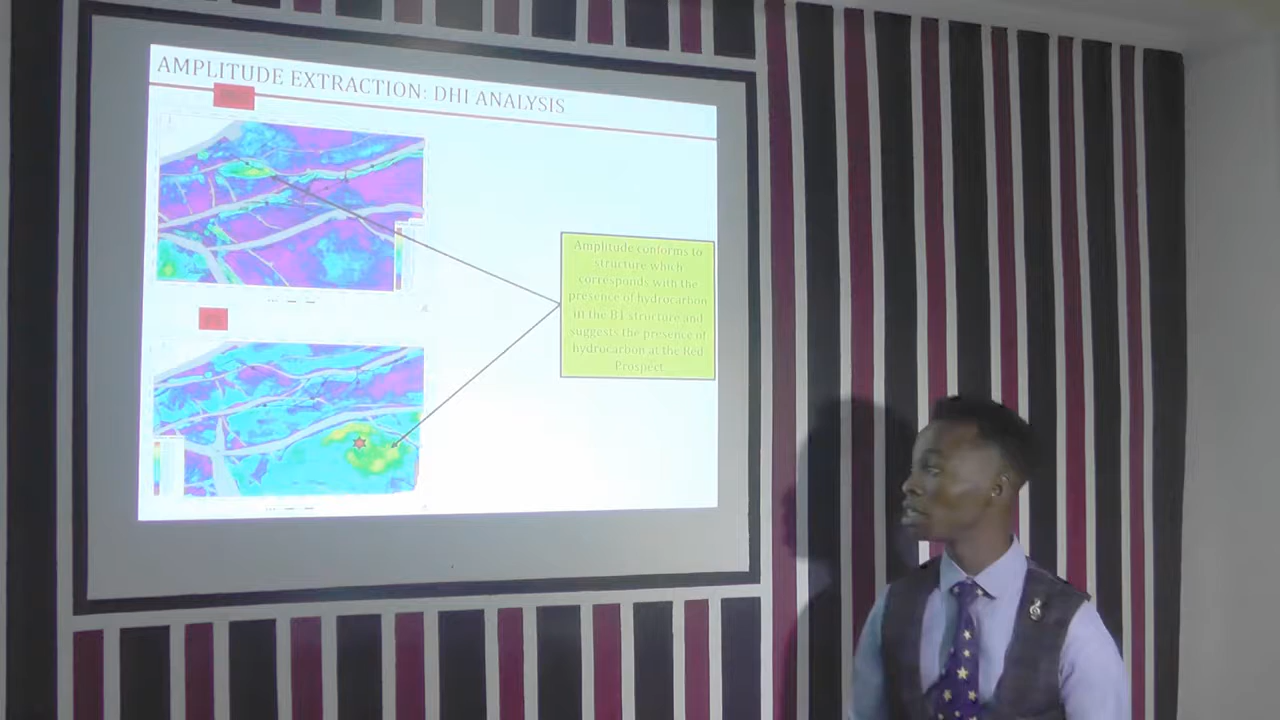 AMPLITUDE EXTRACTION: DHI ANALYSIS
Amplitude conforms to
structure which
corresponds with the
presence of hydrocarbon
in the B1 structure and
suggests the presence of
hydrocarbon at the Red
Prospect